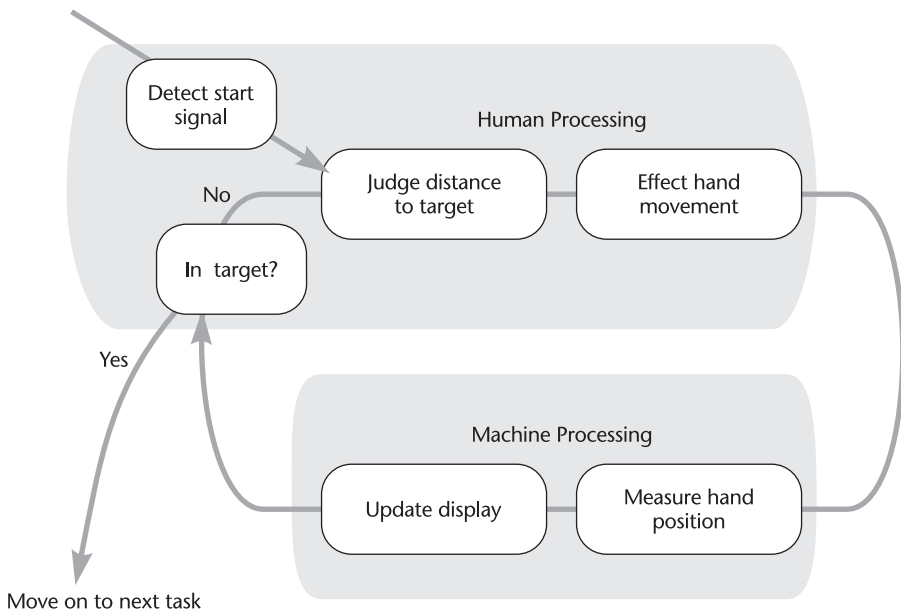 Detect start
signal
Human Processing
Judge distance
to target
Effect hand
movement
No
In target?
Yes
Machine Processing
Update display
Measure hand
position
Move on to next task